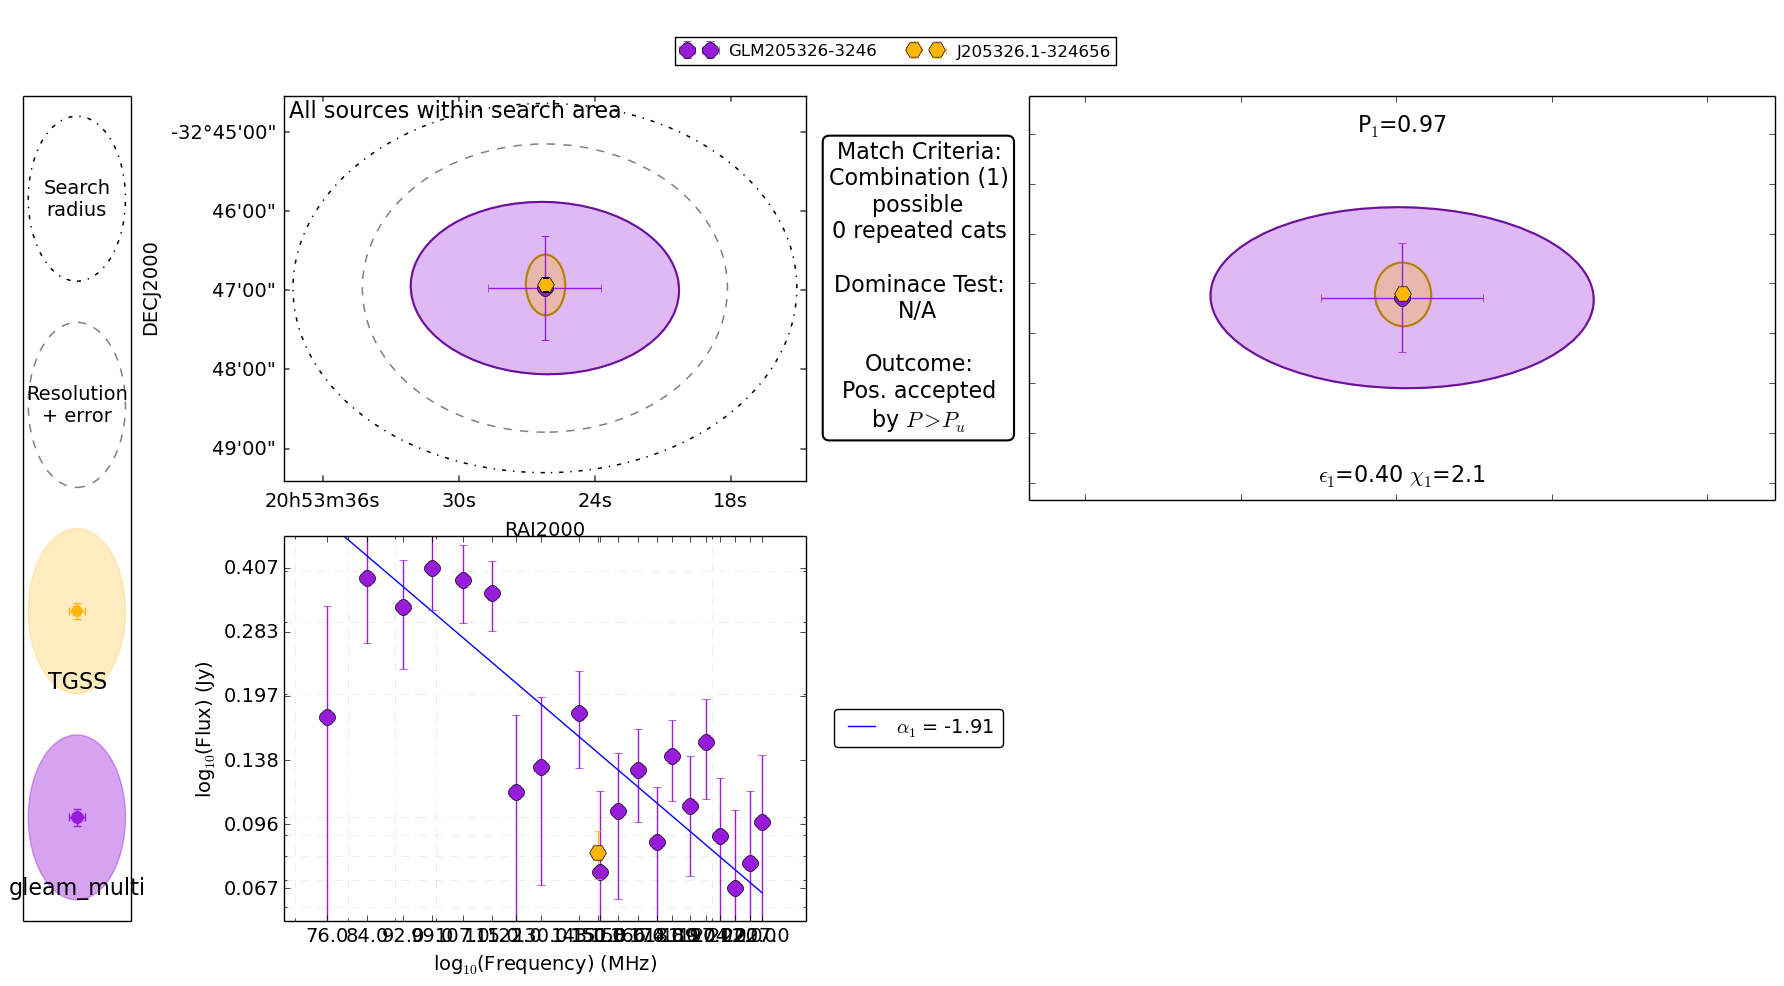 GLM205326-3246
J205326.1-324656
Search
radius
Resolution
+ error
TGSS
gleam_multi
All sources within search area
DECJ2000
-32°45'00"
46'00"
47'00"
48'00"
49'00"
20h53m36s
30s
24s
18s
RAJ2000
Match Criteria:
Combination (1)
possible
0 repeated cats
Dominace Test:
N/A
Outcome:
Pos. accepted
by P>Pu
P1=0.97
ϵ1=0.40 χ1=2.1
log10(Flux) (Jy)
0.407
0.283
0.197
0.138
0.096
0.067
76.0
84.0
92.0
log10(Frequency) (MHz)
α1 = -1.91